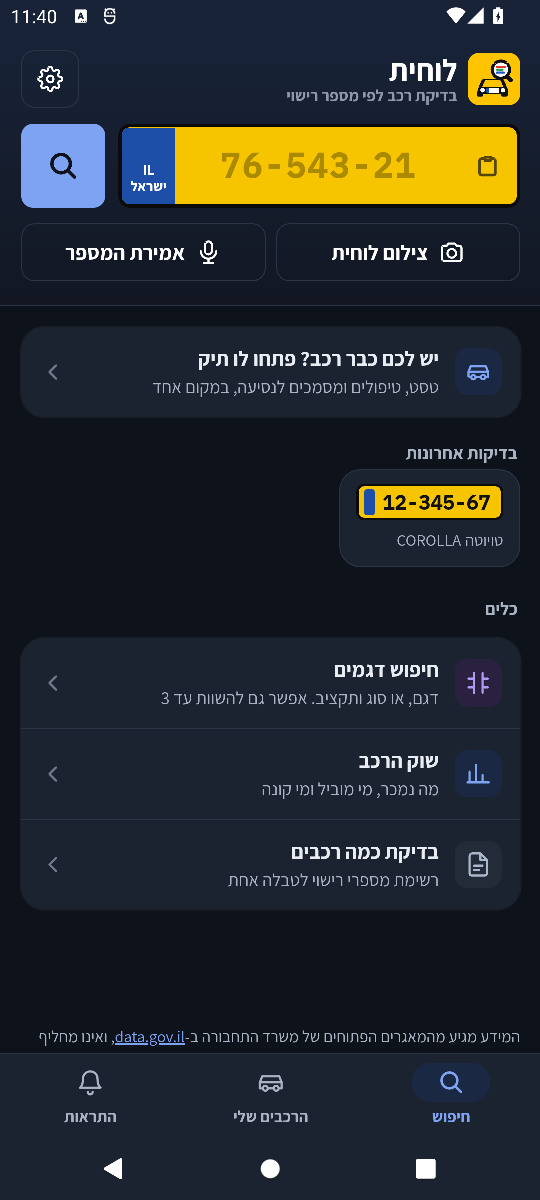 11:40
לוחית
בדיקת רכב לפי מספר רישוי
76-543-21
IL
ישראל
צילום לוחית
אמירת המספר
יש לכם כבר רכב? פתחו לו תיק
טסט, טיפולים ומסמכים לנסיעה, במקום אחד
בדיקות אחרונות
12-345-67
טויוטה COROLLA
כלים
חיפוש דגמים
דגם, או סוג ותקציב. אפשר גם להשוות עד 3
שוק הרכב
מה נמכר, מי מוביל ומי קונה
בדיקת כמה רכבים
רשימת מספרי רישוי לטבלה אחת
המידע מגיע מהמאגרים הפתוחים של משרד התחבורה ב-data.gov.il, ואינו מחליף
חיפוש
הרכבים שלי
התראות